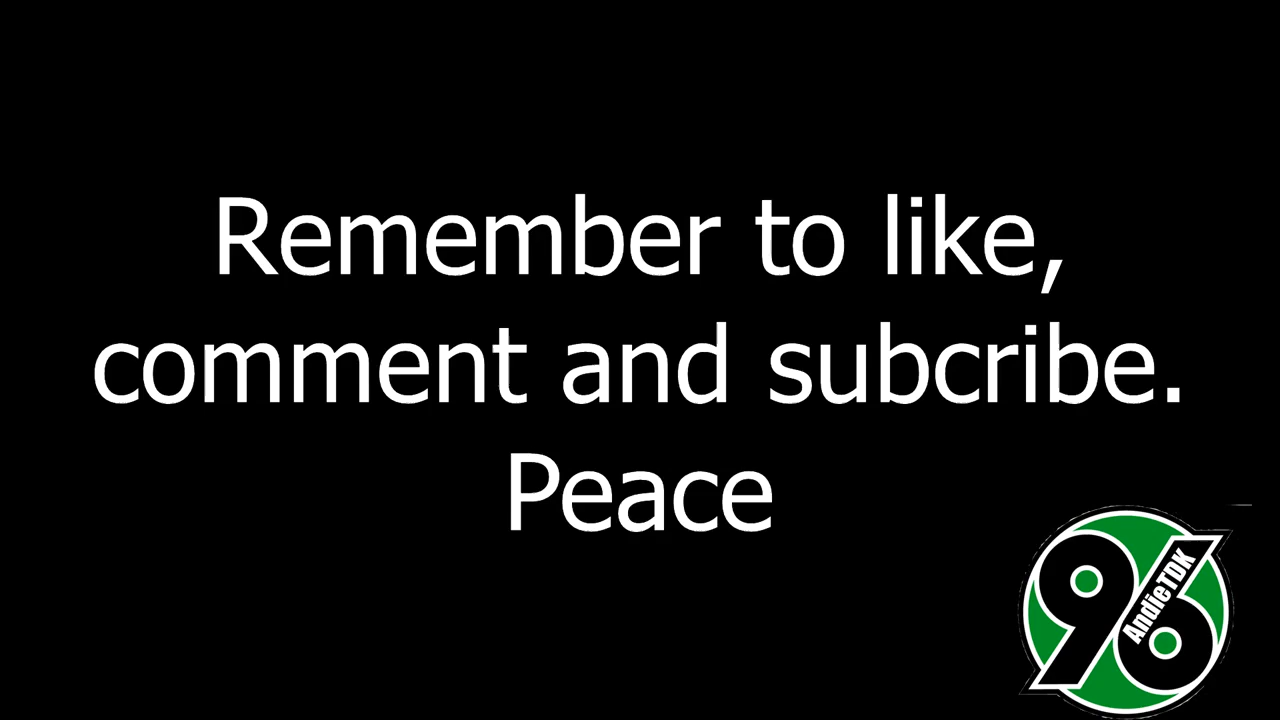 Remember to like,
comment and subcribe.
Peace
96
AndieTDK